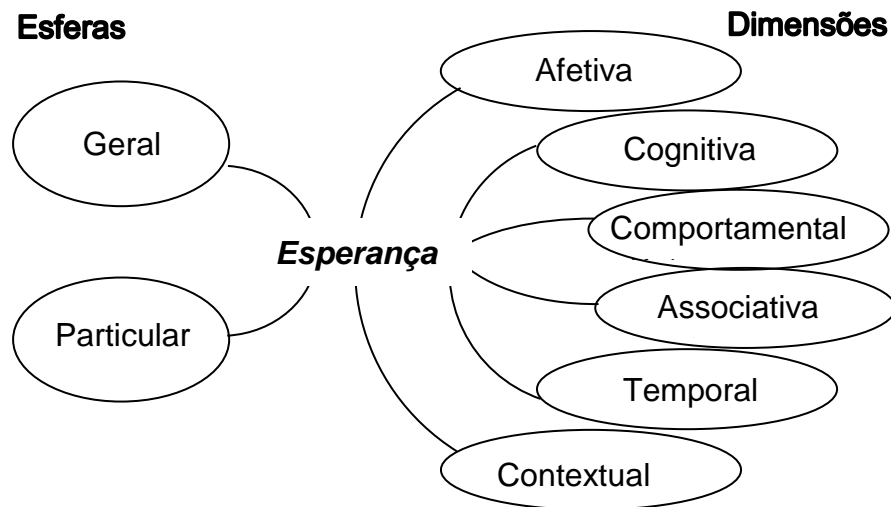 Esferas
Dimensões
Afetiva
Geral
Cognitiva
Comportamental
Esperança
Associativa
Particular
Temporal
Contextual